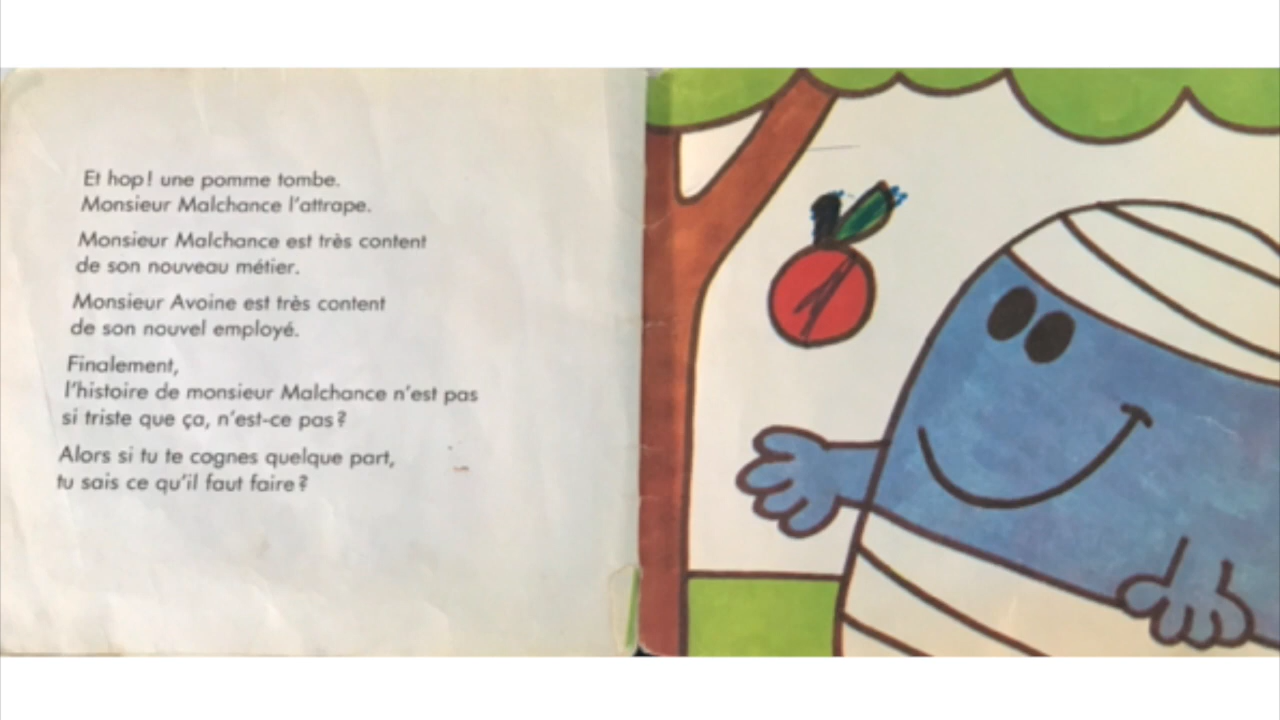 Et hop! une pomme tombe.
Monsieur Malchance l'attrape.
Monsieur Malchance est très content
de son nouveau métier.
Monsieur Avoine est très content
de son nouvel employé.
Finalement,
l'histoire de monsieur Malchance n'est pas
si triste que ça, n'est-ce pas?
Alors si tu te cognes quelque part,
tu sais ce qu'il faut faire?